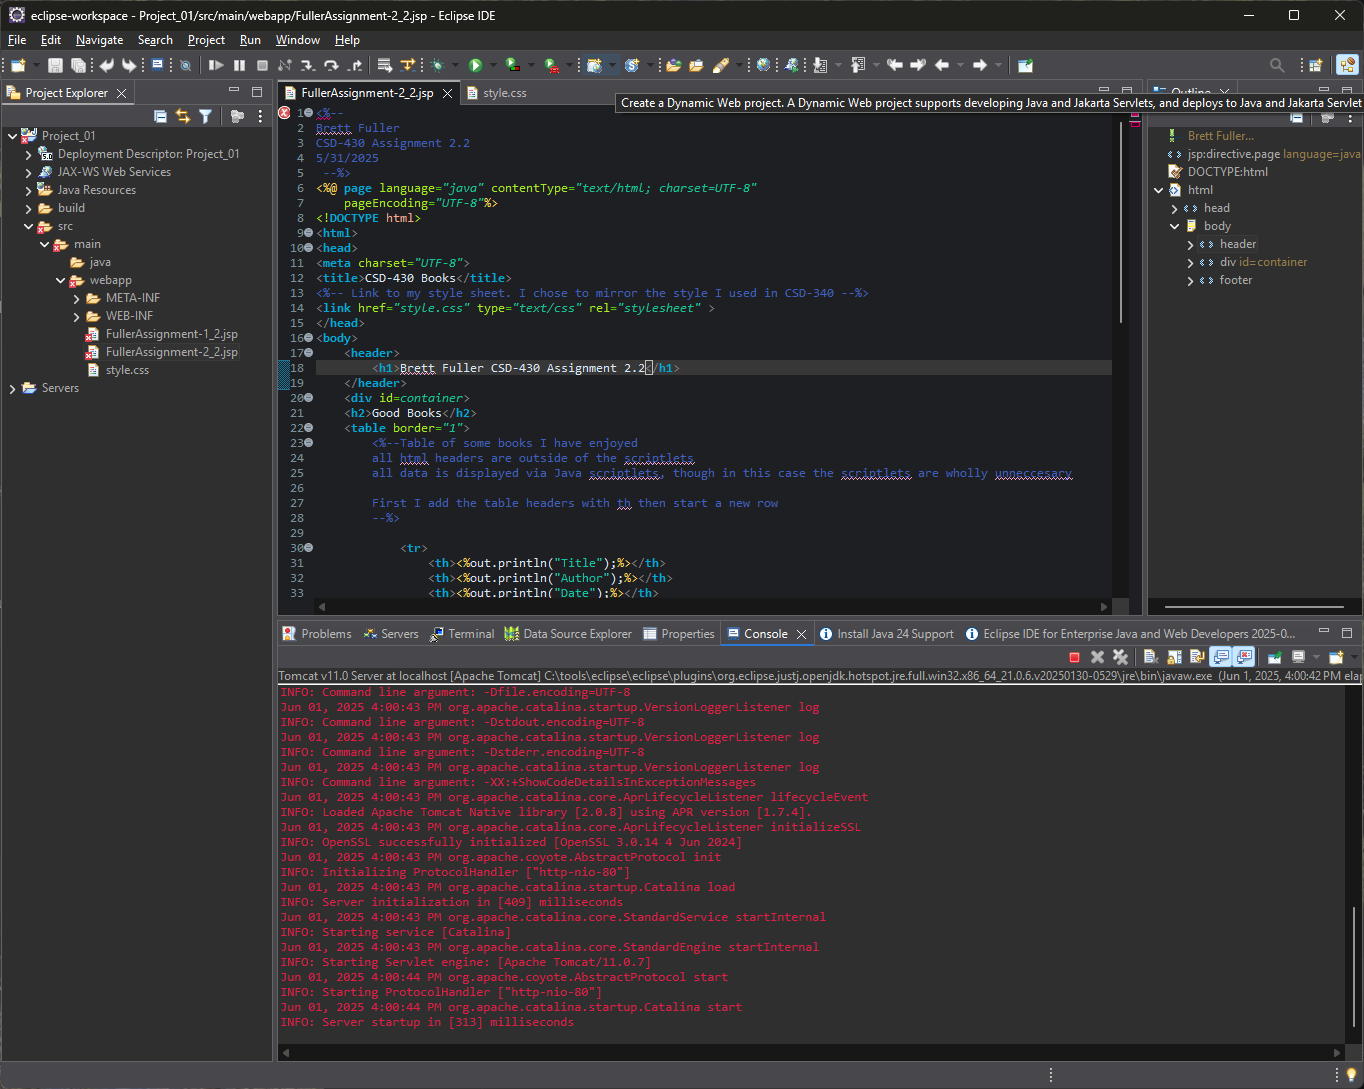 eclipse-workspace - Project_01/src/main/webapp/FullerAssignment-2_2.jsp - Eclipse IDE
File Edit Navigate Search Project Run Window Help
Project Explorer
FullerAssignment-2_2.jsp
style.css
Create a Dynamic Web project. A Dynamic Web project supports developing Java and Jakarta Servlets, and deploys to Java and Jakarta Servlet
Project_01
Deployment Descriptor: Project_01
JAX-WS Web Services
Java Resources
build
src
main
java
webapp
META-INF
WEB-INF
FullerAssignment-1_2.jsp
FullerAssignment-2_2.jsp
style.css
Servers
1 <%--
2 Brett Fuller
3 CSD-430 Assignment 2.2
4 5/31/2025
5 --%>
6 <%@ page language="java" contentType="text/html; charset=UTF-8"
7 pageEncoding="UTF-8"%>
8 <!DOCTYPE html>
9 <html>
10 <head>
11 <meta charset="UTF-8">
12 <title>CSD-430 Books</title>
13 <%-- Link to my style sheet. I chose to mirror the style I used in CSD-340 --%>
14 <link href="style.css" type="text/css" rel="stylesheet" >
15 </head>
16 <body>
17 <header>
18 <h1>Brett Fuller CSD-430 Assignment 2.2</h1>
19 </header>
20 <div id=container>
21 <h2>Good Books</h2>
22 <table border="1">
23 <%--Table of some books I have enjoyed
24 all html headers are outside of the scriptlets
25 all data is displayed via Java scriptlets, though in this case the scriptlets are wholly unneccesary
26
27 First I add the table headers with th then start a new row
28 --%>
29
30 <tr>
31 <th><%out.println("Title");%></th>
32 <th><%out.println("Author");%></th>
33 <th><%out.println("Date");%></th>
Outline
Brett Fuller...
jsp:directive.page language=java
DOCTYPE:html
html
head
body
header
div id=container
footer
Problems Servers Terminal Data Source Explorer Properties Console Install Java 24 Support Eclipse IDE for Enterprise Java and Web Developers 2025-0...
Tomcat v11.0 Server at localhost [Apache Tomcat] C:\tools\eclipse\eclipse\plugins\org.eclipse.justj.openjdk.hotspot.jre.full.win32.x86_64_21.0.6.v20250130-0529\jre\bin\javaw.exe (Jun 1, 2025, 4:00:42 PM elap
INFO: Command line argument: -Dfile.encoding=UTF-8
Jun 01, 2025 4:00:43 PM org.apache.catalina.startup.VersionLoggerListener log
INFO: Command line argument: -Dstdout.encoding=UTF-8
Jun 01, 2025 4:00:43 PM org.apache.catalina.startup.VersionLoggerListener log
INFO: Command line argument: -Dstderr.encoding=UTF-8
Jun 01, 2025 4:00:43 PM org.apache.catalina.startup.VersionLoggerListener log
INFO: Command line argument: -XX:+ShowCodeDetailsInExceptionMessages
Jun 01, 2025 4:00:43 PM org.apache.catalina.core.AprLifecycleListener lifecycleEvent
INFO: Loaded Apache Tomcat Native library [2.0.8] using APR version [1.7.4].
Jun 01, 2025 4:00:43 PM org.apache.catalina.core.AprLifecycleListener initializeSSL
INFO: OpenSSL successfully initialized [OpenSSL 3.0.14 4 Jun 2024]
Jun 01, 2025 4:00:43 PM org.apache.coyote.AbstractProtocol init
INFO: Initializing ProtocolHandler ["http-nio-80"]
Jun 01, 2025 4:00:43 PM org.apache.catalina.startup.Catalina load
INFO: Server initialization in [409] milliseconds
Jun 01, 2025 4:00:43 PM org.apache.catalina.core.StandardService startInternal
INFO: Starting service [Catalina]
Jun 01, 2025 4:00:43 PM org.apache.catalina.core.StandardEngine startInternal
INFO: Starting Servlet engine: [Apache Tomcat/11.0.7]
Jun 01, 2025 4:00:44 PM org.apache.coyote.AbstractProtocol start
INFO: Starting ProtocolHandler ["http-nio-80"]
Jun 01, 2025 4:00:44 PM org.apache.catalina.startup.Catalina start
INFO: Server startup in [313] milliseconds